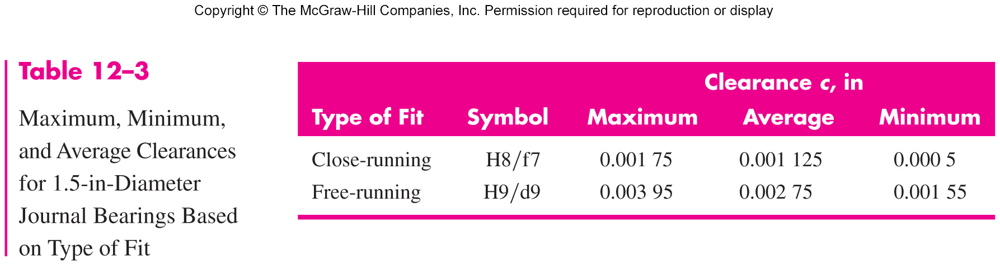 Copyright © The McGraw-Hill Companies, Inc. Permission required for reproduction or display
Table 12–3
Maximum, Minimum,
and Average Clearances
for 1.5-in-Diameter
Journal Bearings Based
on Type of Fit
Clearance c, in
Type of Fit Symbol Maximum Average Minimum
Close-running H8/f7 0.001 75 0.001 125 0.000 5
Free-running H9/d9 0.003 95 0.002 75 0.001 55